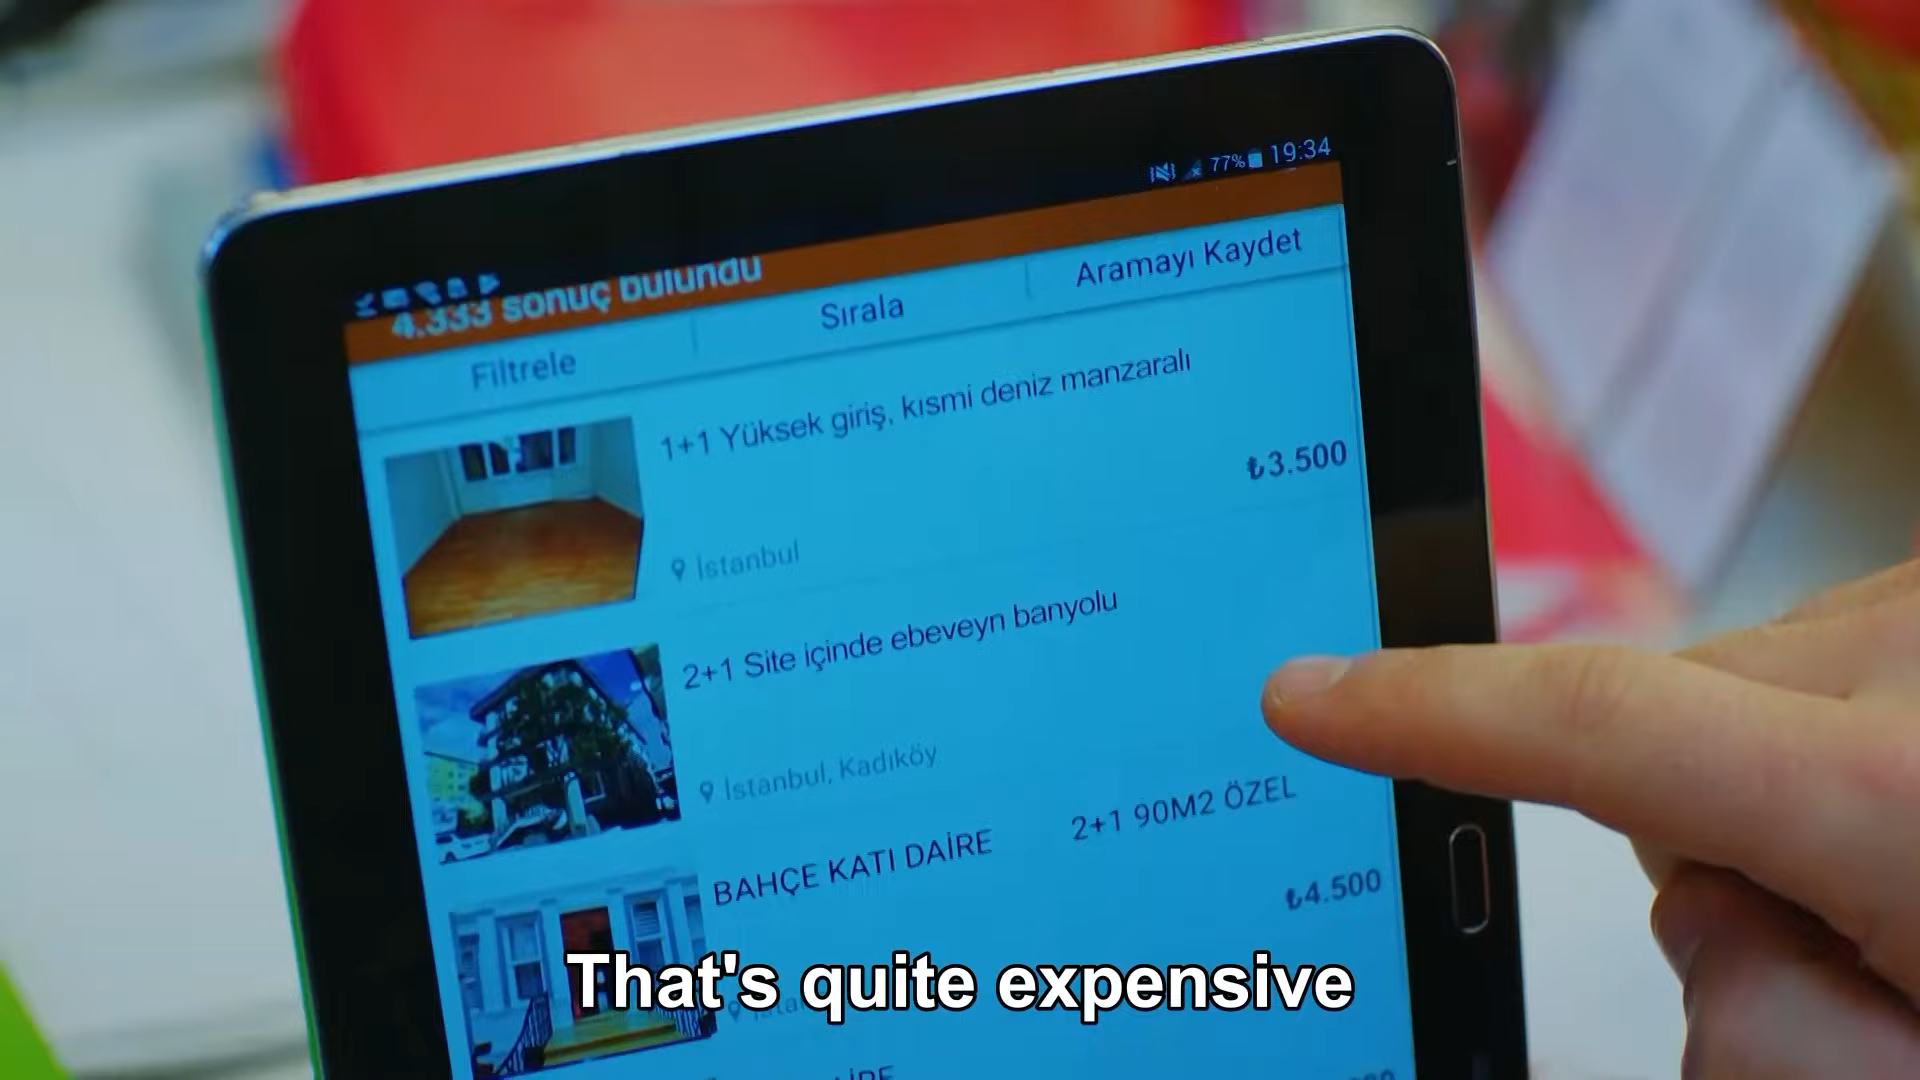 77% 19:34
4.333 sonuç bulundu
Filtrele Sırala Aramayı Kaydet
1+1 Yüksek giriş, kısmi deniz manzaralı
₺3.500
İstanbul
2+1 Site içinde ebeveyn banyolu
İstanbul, Kadıköy
BAHÇE KATI DAİRE 2+1 90M2 ÖZEL
₺4.500
That's quite expensive